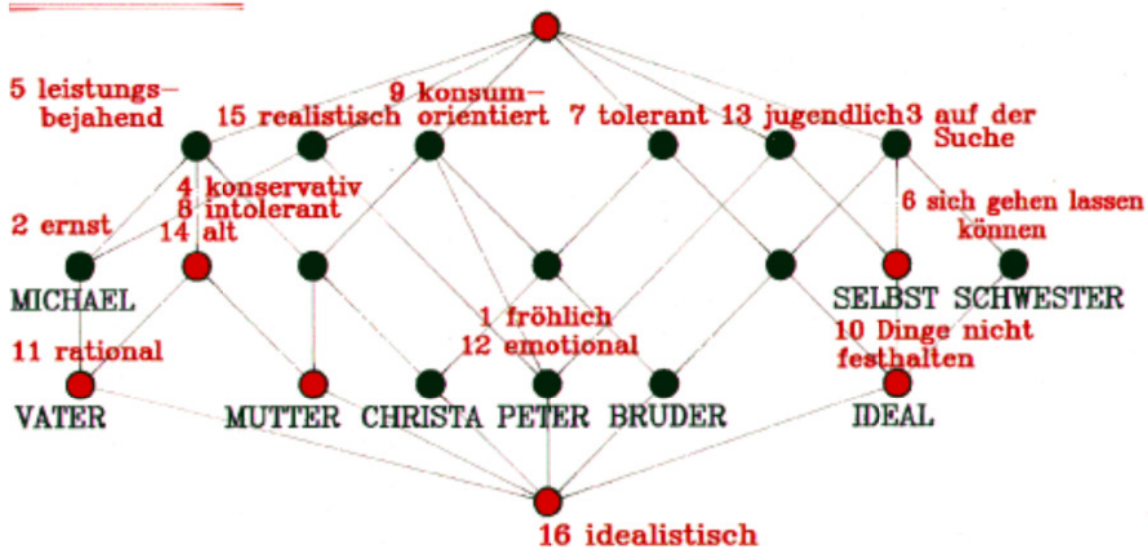 5 leistungs-
bejahend
15 realistisch
9 konsum-
orientiert
7 tolerant
13 jugendlich
3 auf der
Suche
2 ernst
4 konservativ
8 intolerant
14 alt
6 sich gehen lassen
können
MICHAEL
SELBST
SCHWESTER
11 rational
1 fröhlich
12 emotional
10 Dinge nicht
festhalten
VATER
MUTTER
CHRISTA
PETER
BRUDER
IDEAL
16 idealistisch